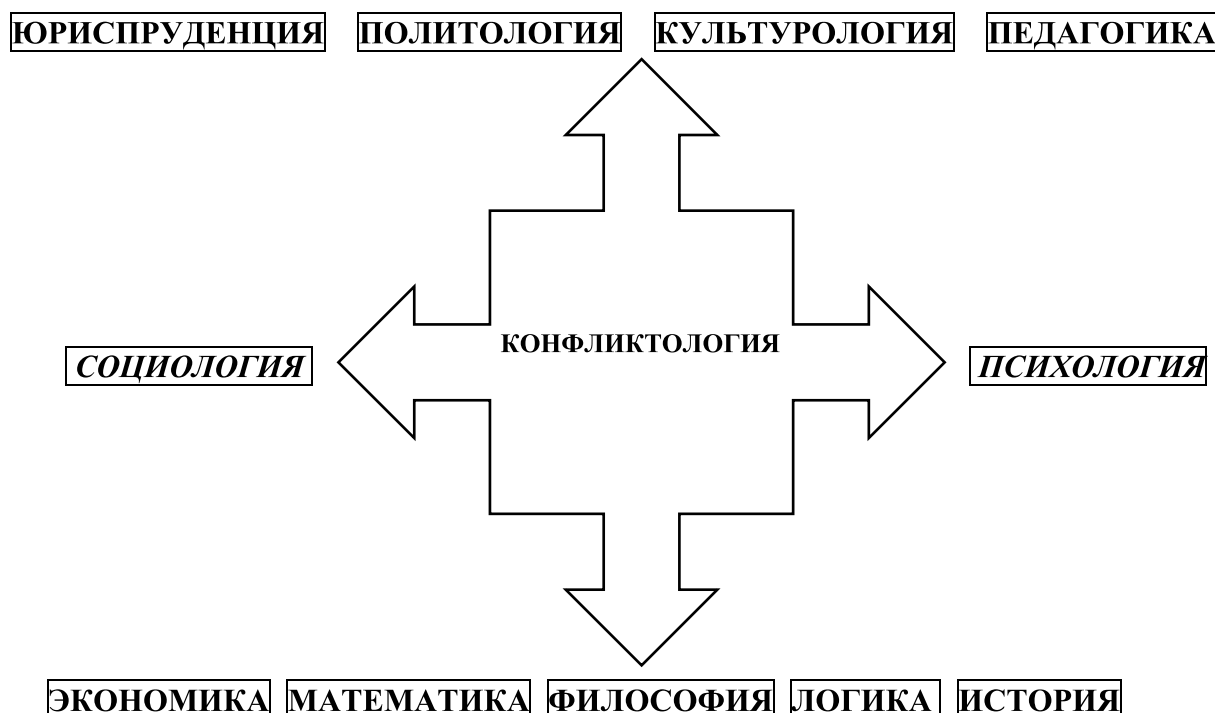 ЮРИСПРУДЕНЦИЯ ПОЛИТОЛОГИЯ КУЛЬТУРОЛОГИЯ ПЕДАГОГИКА
КОНФЛИКТОЛОГИЯ
СОЦИОЛОГИЯ ПСИХОЛОГИЯ
ЭКОНОМИКА МАТЕМАТИКА ФИЛОСОФИЯ ЛОГИКА ИСТОРИЯ